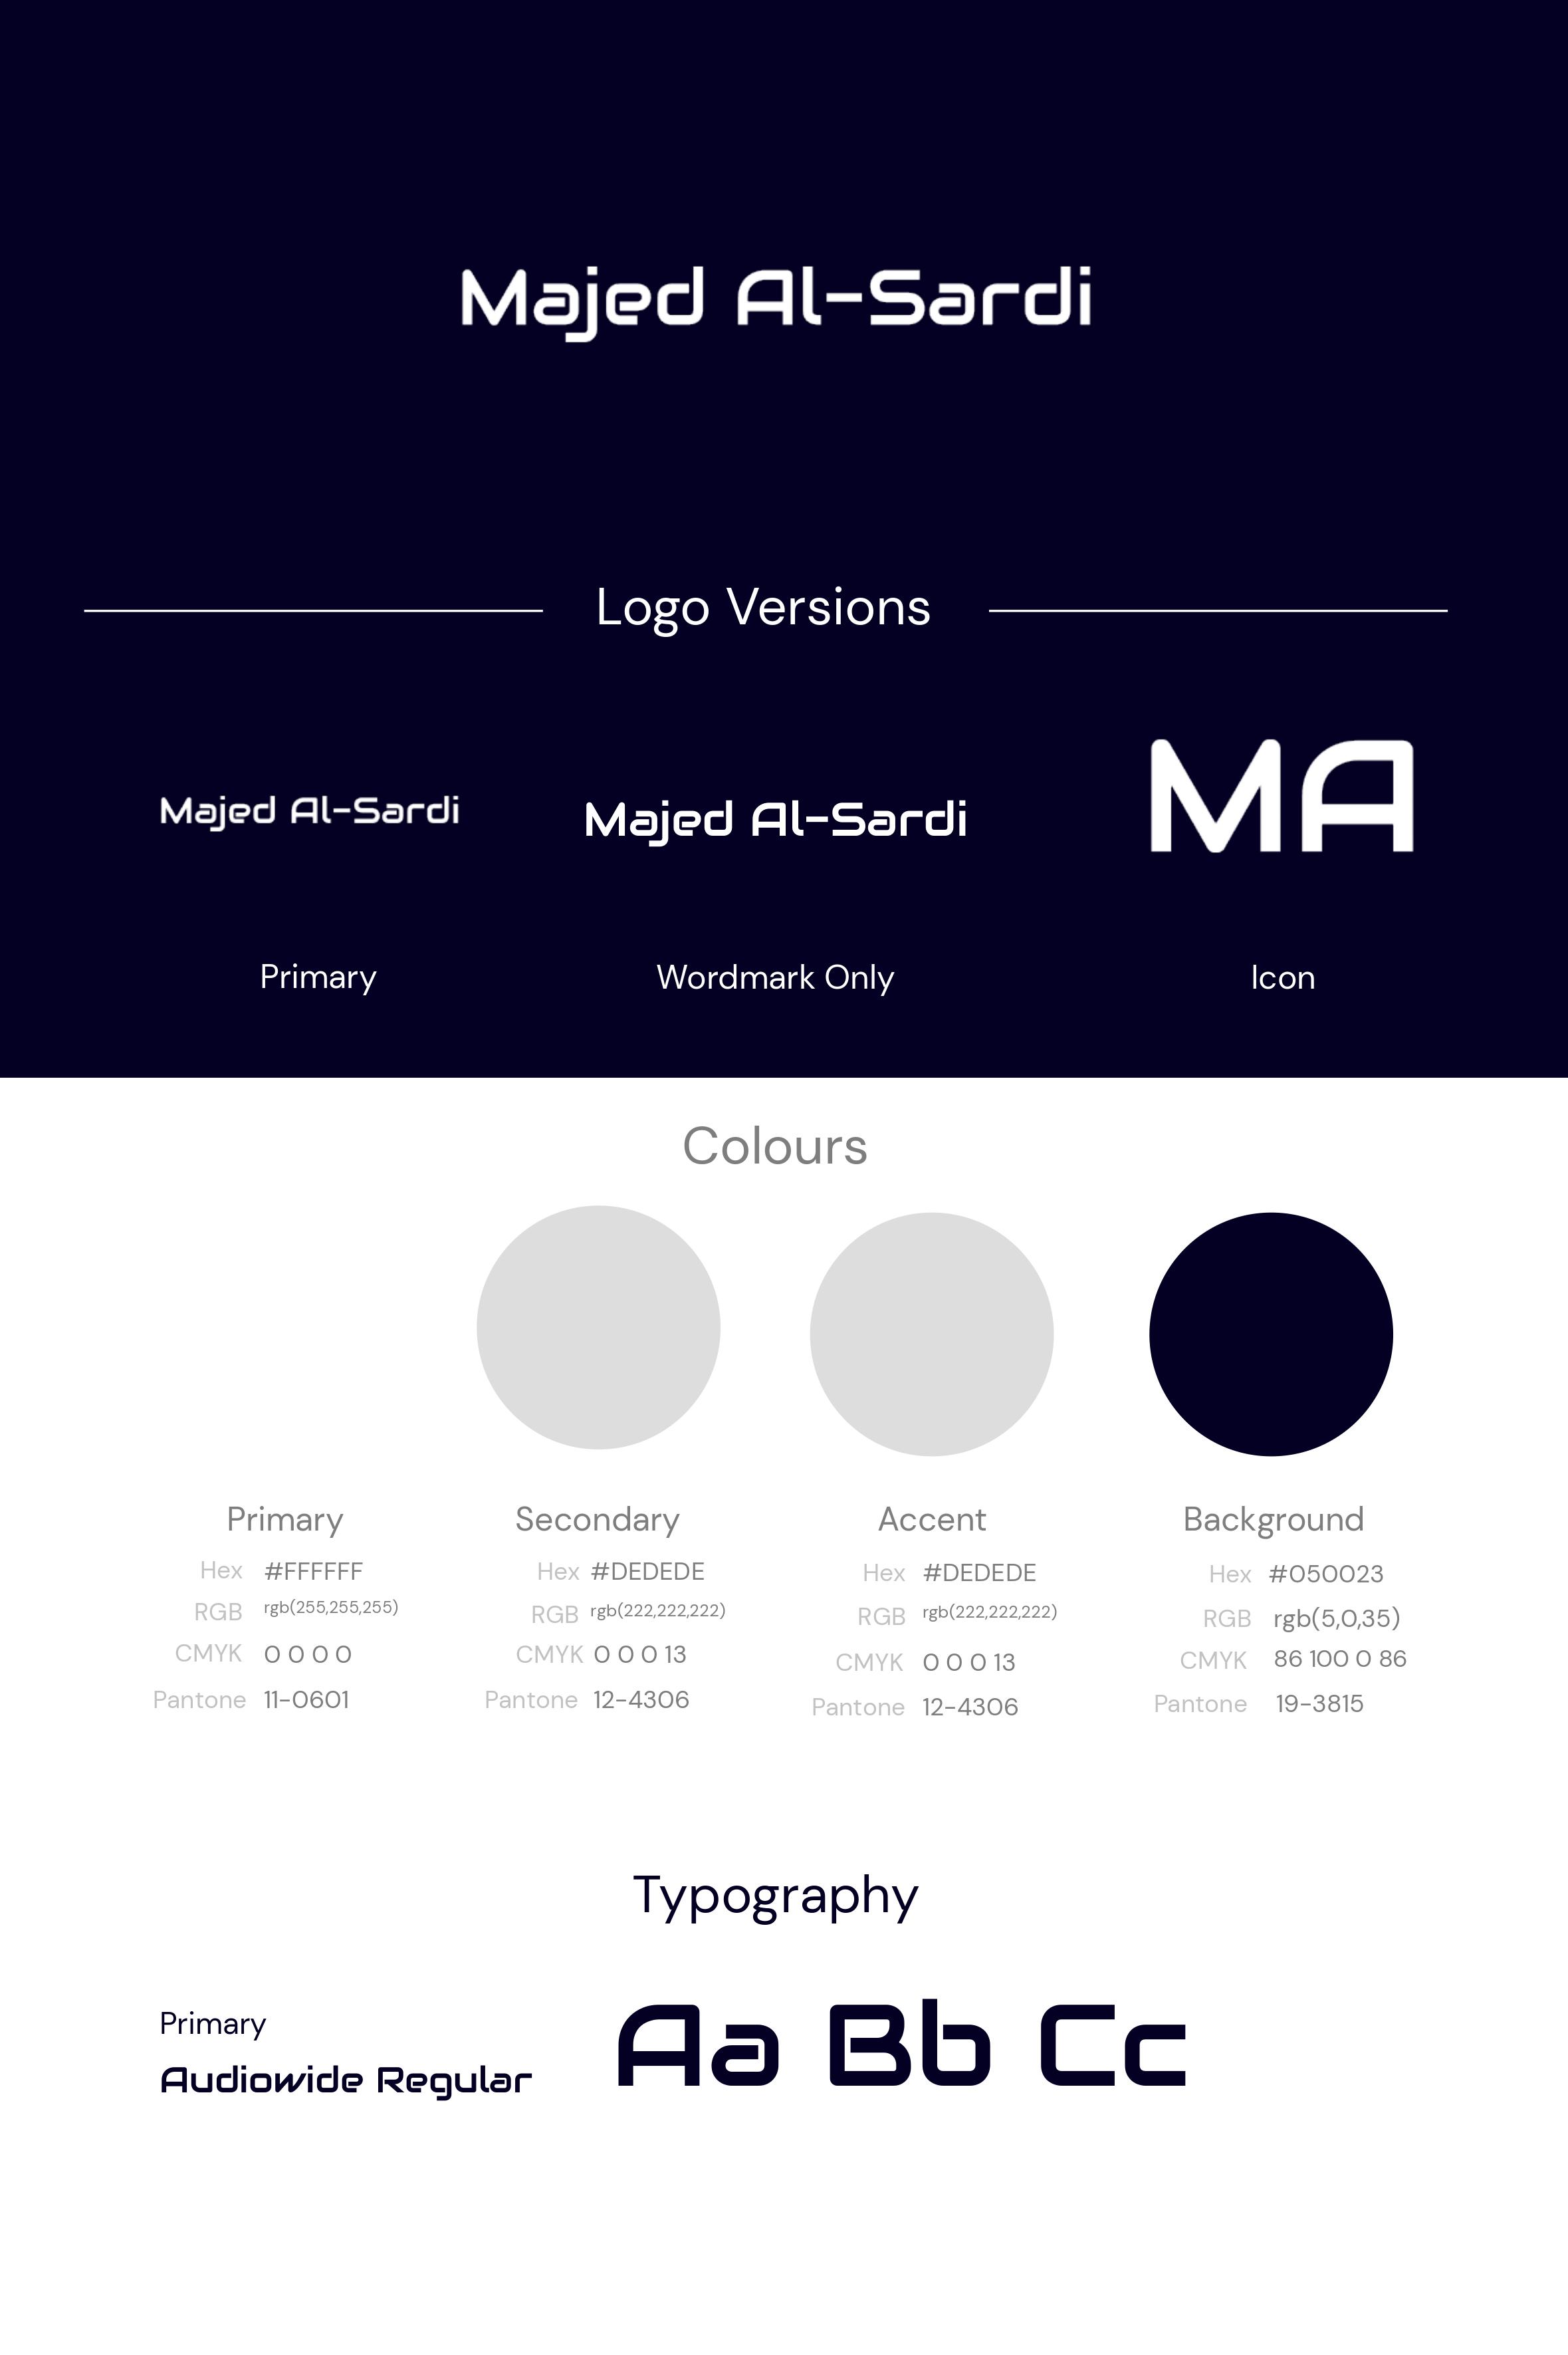 Majed Al-Sardi
Logo Versions
Majed Al-Sardi
Majed Al-Sardi
MA
Primary
Wordmark Only
Icon
Colours
Primary
Hex #FFFFFF
RGB rgb(255,255,255)
CMYK 0 0 0 0
Pantone 11-0601
Secondary
Hex #DEDEDE
RGB rgb(222,222,222)
CMYK 0 0 0 13
Pantone 12-4306
Accent
Hex #DEDEDE
RGB rgb(222,222,222)
CMYK 0 0 0 13
Pantone 12-4306
Background
Hex #050023
RGB rgb(5,0,35)
CMYK 86 100 0 86
Pantone 19-3815
Typography
Primary
Audiowide Regular
Aa Bb Cc